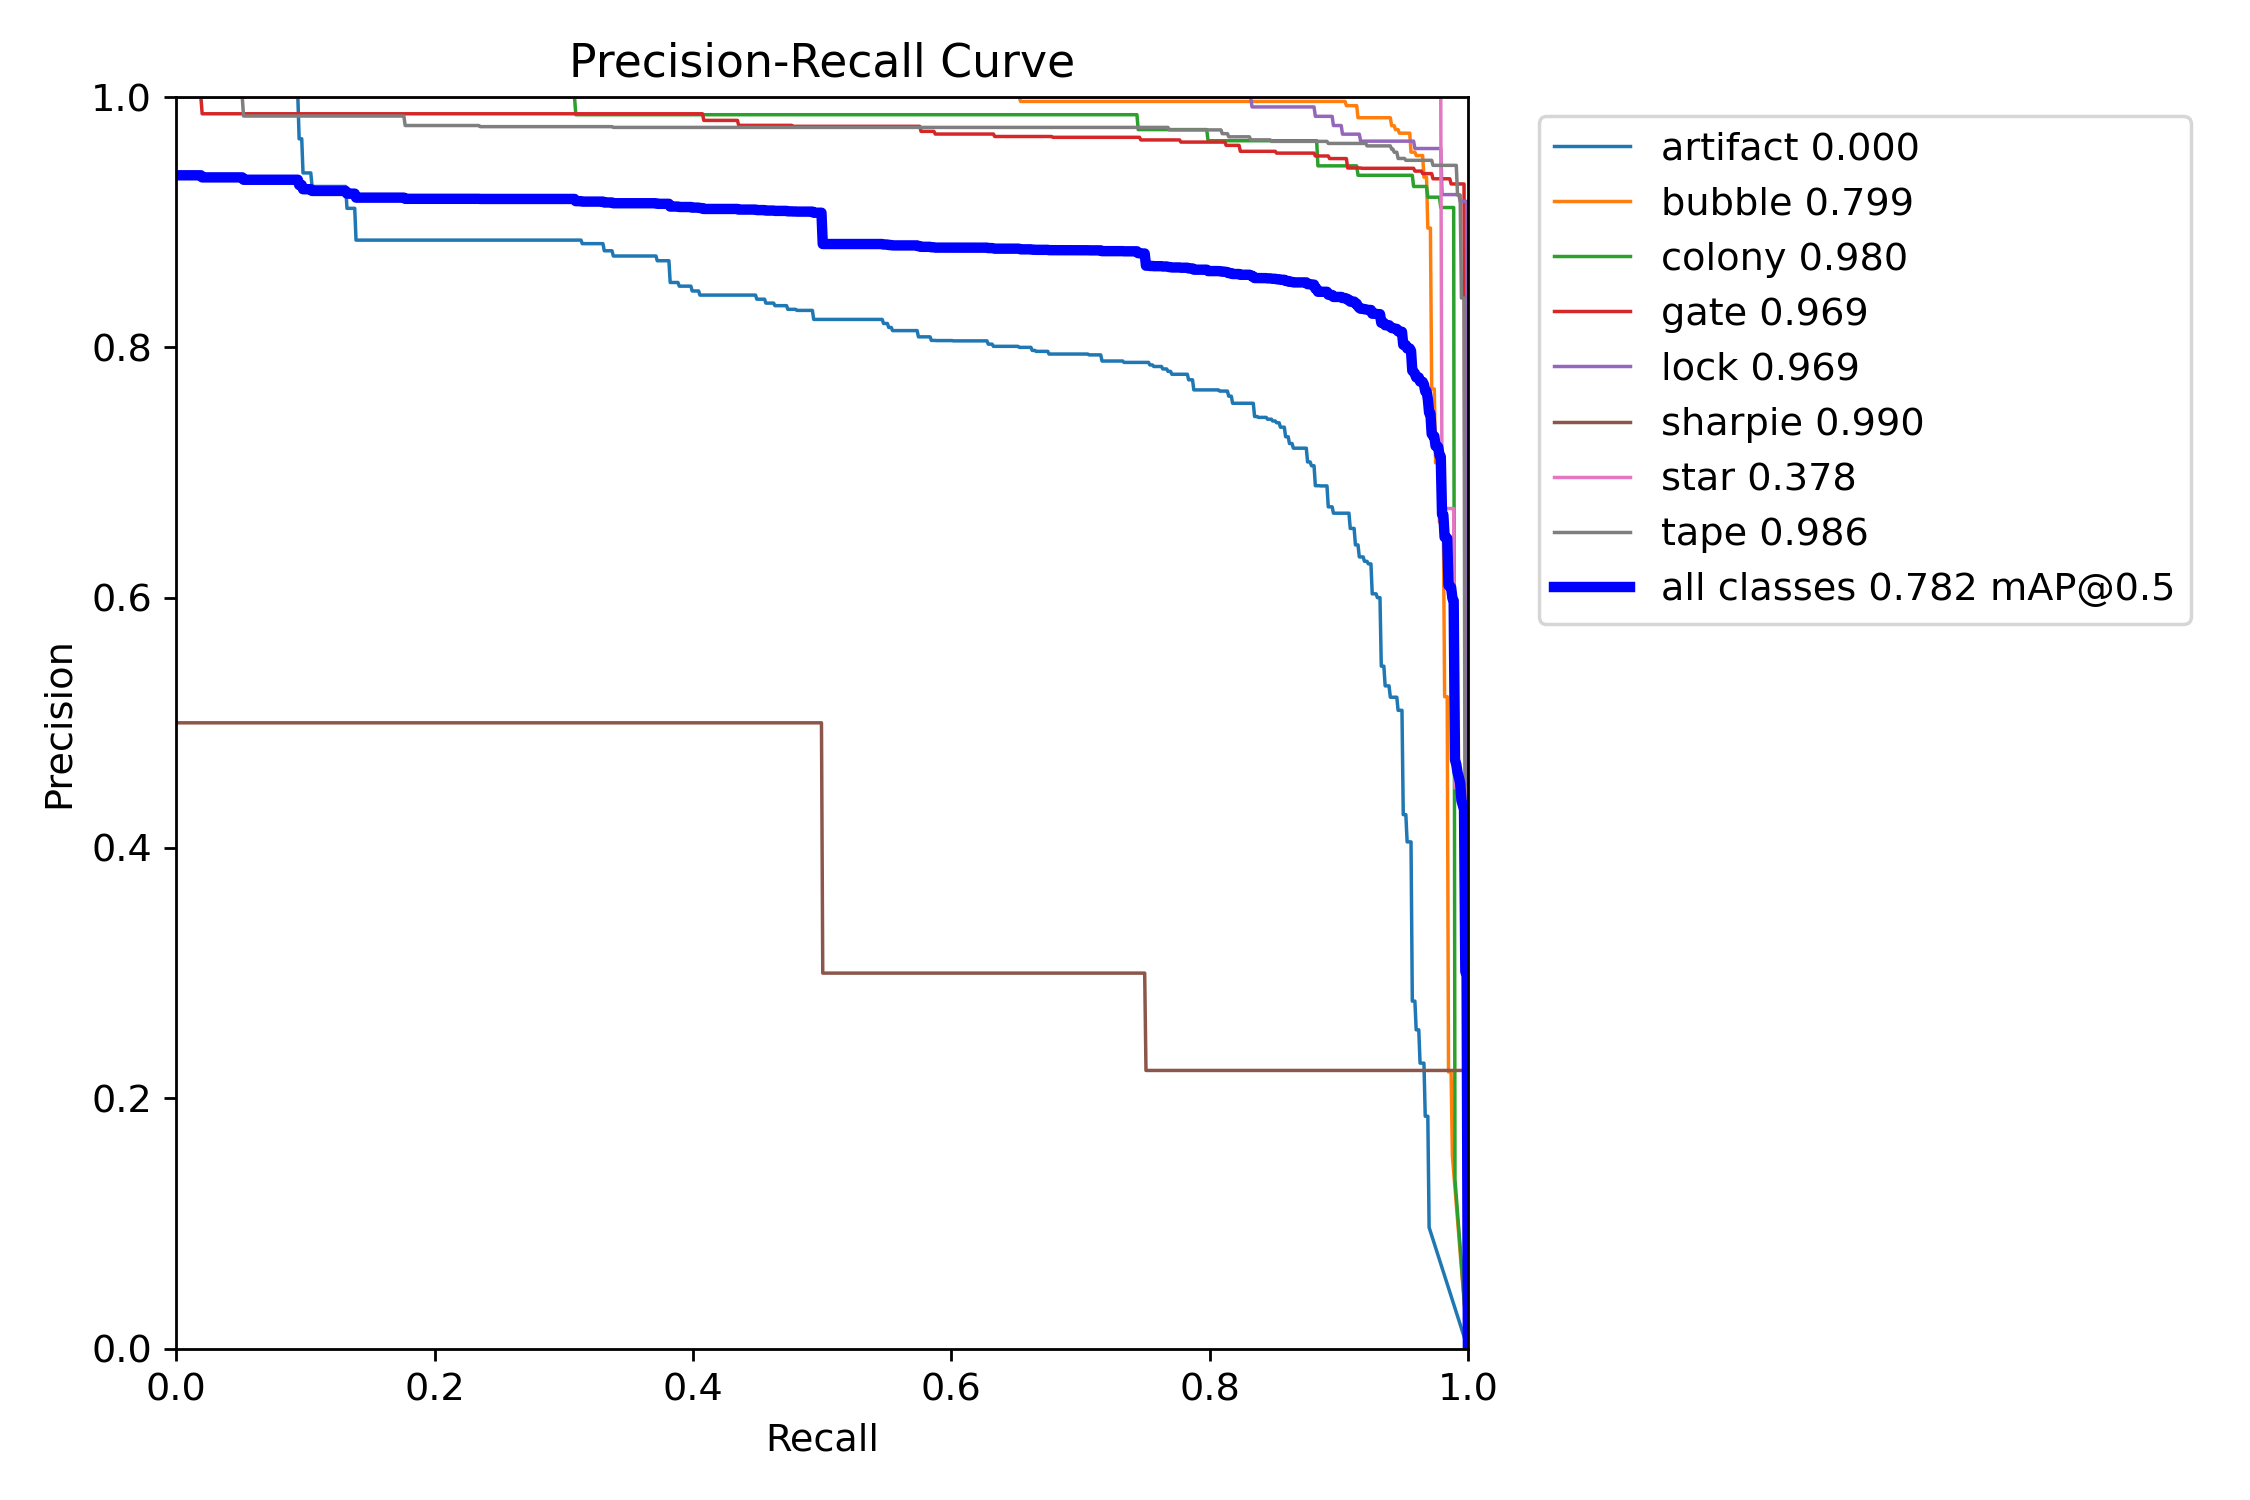 Precision-Recall Curve
1.0
0.8
0.6
0.4
0.2
0.0
Precision
0.0 0.2 0.4 0.6 0.8 1.0
Recall
artifact 0.000
bubble 0.799
colony 0.980
gate 0.969
lock 0.969
sharpie 0.990
star 0.378
tape 0.986
all classes 0.782 mAP@0.5